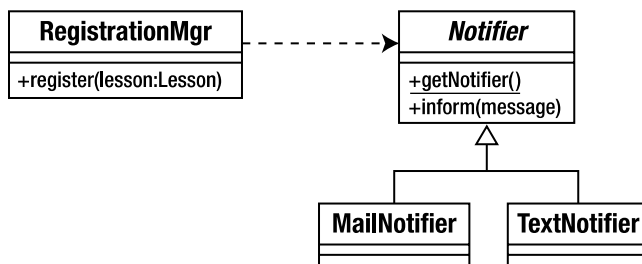 RegistrationMgr
+register(lesson:Lesson)
Notifier
+getNotifier()
+inform(message)
MailNotifier
TextNotifier